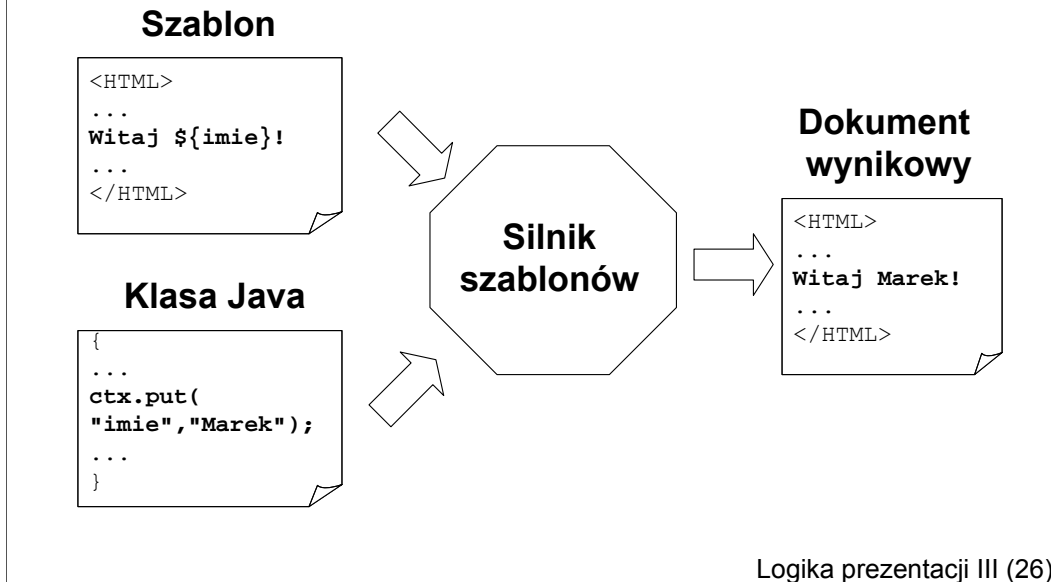 Szablon
<HTML>
...
Witaj ${imie}!
...
</HTML>
Klasa Java
{
...
ctx.put(
"imie","Marek");
...
}
Silnik
szablonów
Dokument
wynikowy
<HTML>
...
Witaj Marek!
...
</HTML>
Logika prezentacji III (26)